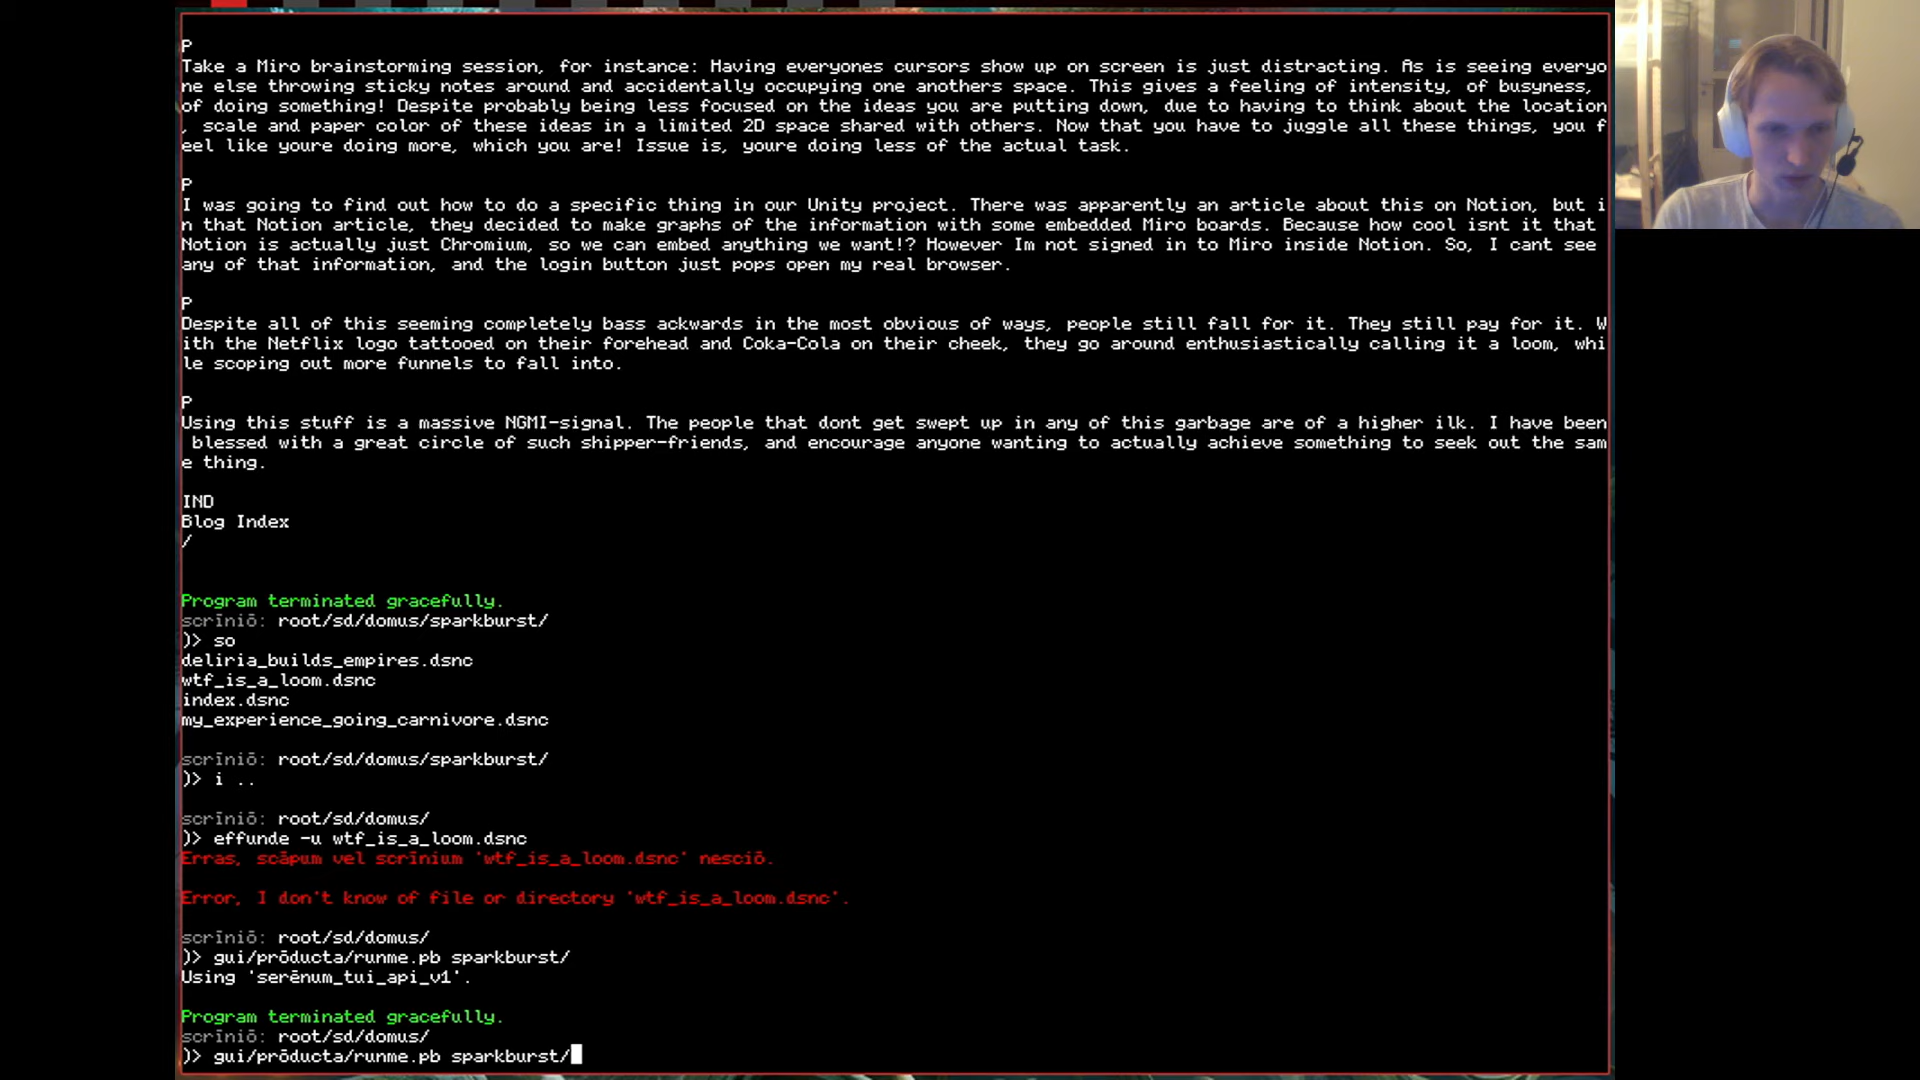 P
Take a Miro brainstorming session, for instance: Having everyones cursors show up on screen is just distracting. As is seeing everyo
ne else throwing sticky notes around and accidentally occupying one anothers space. This gives a feeling of intensity, of busyness,
of doing something! Despite probably being less focused on the ideas you are putting down, due to having to think about the location
, scale and paper color of these ideas in a limited 2D space shared with others. Now that you have to juggle all these things, you f
eel like youre doing more, which you are! Issue is, youre doing less of the actual task.
P
I was going to find out how to do a specific thing in our Unity project. There was apparently an article about this on Notion, but i
n that Notion article, they decided to make graphs of the information with some embedded Miro boards. Because how cool isnt it that
Notion is actually just Chromium, so we can embed anything we want!? However Im not signed in to Miro inside Notion. So, I cant see
any of that information, and the login button just pops open my real browser.
P
Despite all of this seeming completely bass ackwards in the most obvious of ways, people still fall for it. They still pay for it. W
ith the Netflix logo tattooed on their forehead and Coka-Cola on their cheek, they go around enthusiastically calling it a loom, whi
le scoping out more funnels to fall into.
P
Using this stuff is a massive NGMI-signal. The people that dont get swept up in any of this garbage are of a higher ilk. I have been
blessed with a great circle of such shipper-friends, and encourage anyone wanting to actually achieve something to seek out the sam
e thing.
IND
Blog Index
/
Program terminated gracefully.
scrīniō: root/sd/domus/sparkburst/
)> so
deliria_builds_empires.dsnc
wtf_is_a_loom.dsnc
index.dsnc
my_experience_going_carnivore.dsnc
scrīniō: root/sd/domus/sparkburst/
)> i ..
scrīniō: root/sd/domus/
)> effunde -u wtf_is_a_loom.dsnc
Erras, scāpum vel scrīnium 'wtf_is_a_loom.dsnc' nesciō.
Error, I don't know of file or directory 'wtf_is_a_loom.dsnc'.
scrīniō: root/sd/domus/
)> gui/prōducta/runme.pb sparkburst/
Using 'serēnum_tui_api_v1'.
Program terminated gracefully.
scrīniō: root/sd/domus/
)> gui/prōducta/runme.pb sparkburst/